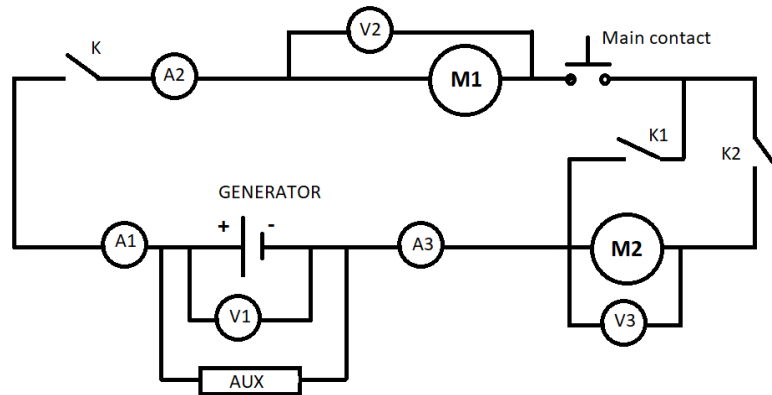 V2
K
A2
M1
Main contact
K1
K2
GENERATOR
+ -
A1
A3
M2
V1
V3
AUX